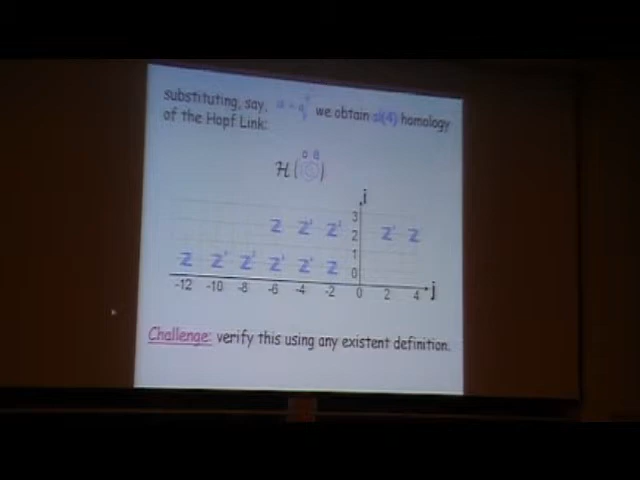 substituting, say, we obtain sl(4) homology
of the Hopf Link:
H( )
i
3
Z Z Z 2 Z Z
1
Z Z Z Z Z Z 0
-12 -10 -8 -6 -4 -2 0 2 4 j
Challenge: verify this using any existent definition.